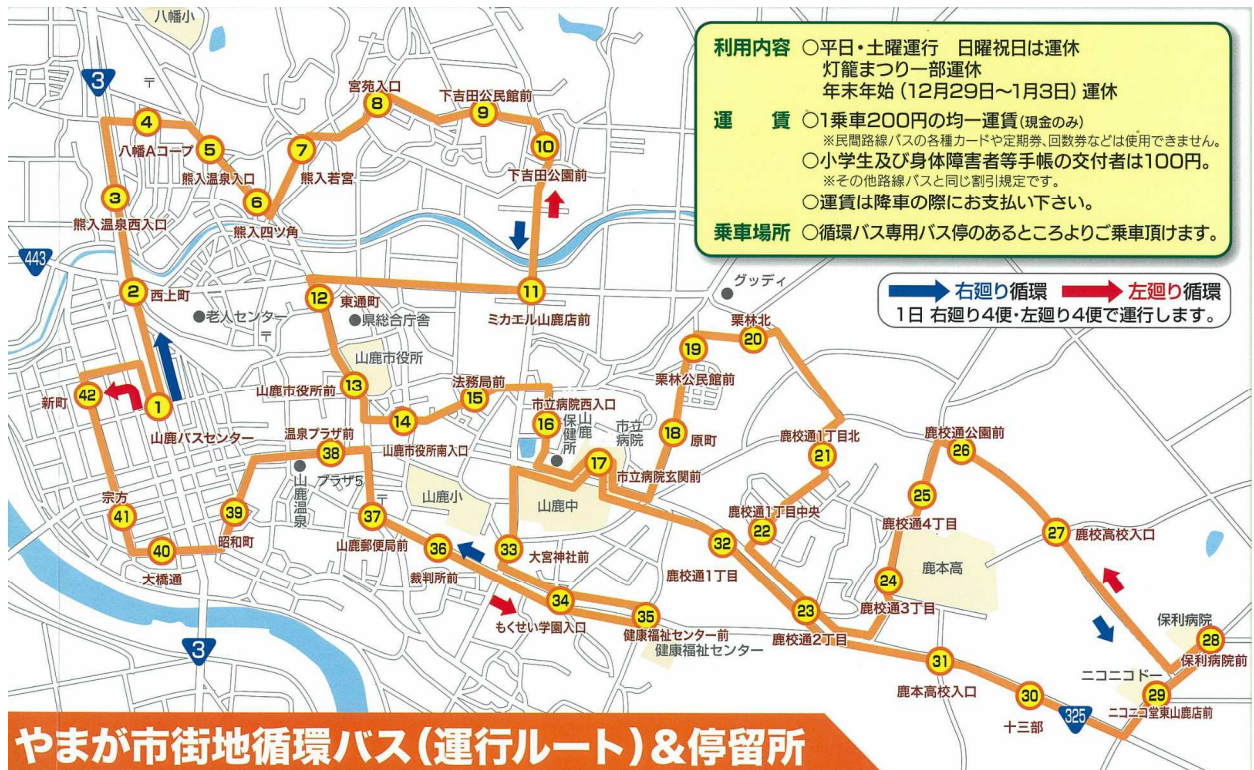 利用内容 ○平日・土曜運行 日曜祝日は運休
灯籠まつり一部運休
年末年始(12月29日~1月3日)運休
運 賃 ○1乗車200円の均一運賃(現金のみ)
※民間路線バスの各種カードや定期券、回数券などは使用できません。
○小学生及び身体障害者等手帳の交付者は100円。
※その他路線バスと同じ割引規定です。
○運賃は降車の際にお支払い下さい。
乗車場所 ○循環バス専用バス停のあるところよりご乗車頂けます。
右廻り循環 左廻り循環
1日 右廻り4便・左廻り4便で運行します。
八幡小
3
443
1 山鹿バスセンター
2 西上町
3 熊入温泉西入口
4 八幡Aコープ
5 熊入温泉入口
6 熊入四ツ角
7 熊入若宮
8 宮苑入口
9 下吉田公民館前
10 下吉田公園前
11 ミカエル山鹿店前
12 東通町
老人センター
県総合庁舎
山鹿市役所
13 山鹿市役所前
14 山鹿市役所南入口
15 法務局前
16 市立病院西入口
山鹿保健所
市立病院
17 市立病院玄関前
18 原町
19 栗林公民館前
20 栗林北
グッディ
21 鹿校通1丁目北
22 鹿校通1丁目中央
23 鹿校通2丁目
24 鹿校通3丁目
25 鹿校通4丁目
26 鹿校通公園前
27 鹿校高校入口
鹿本高
保利病院
28 保利病院前
ニコニコドー
29 ニコニコ堂東山鹿店前
325
30 十三部
31 鹿本高校入口
32 鹿校通1丁目
山鹿中
33 大宮神社前
34 もくせい学園入口
35 健康福祉センター前
健康福祉センター
36 裁判所前
山鹿小
37 山鹿郵便局前
38 温泉プラザ前
プラザ5
山鹿温泉
39 昭和町
40 大橋通
41 宗方
42 新町
3
やまが市街地循環バス(運行ルート)&停留所